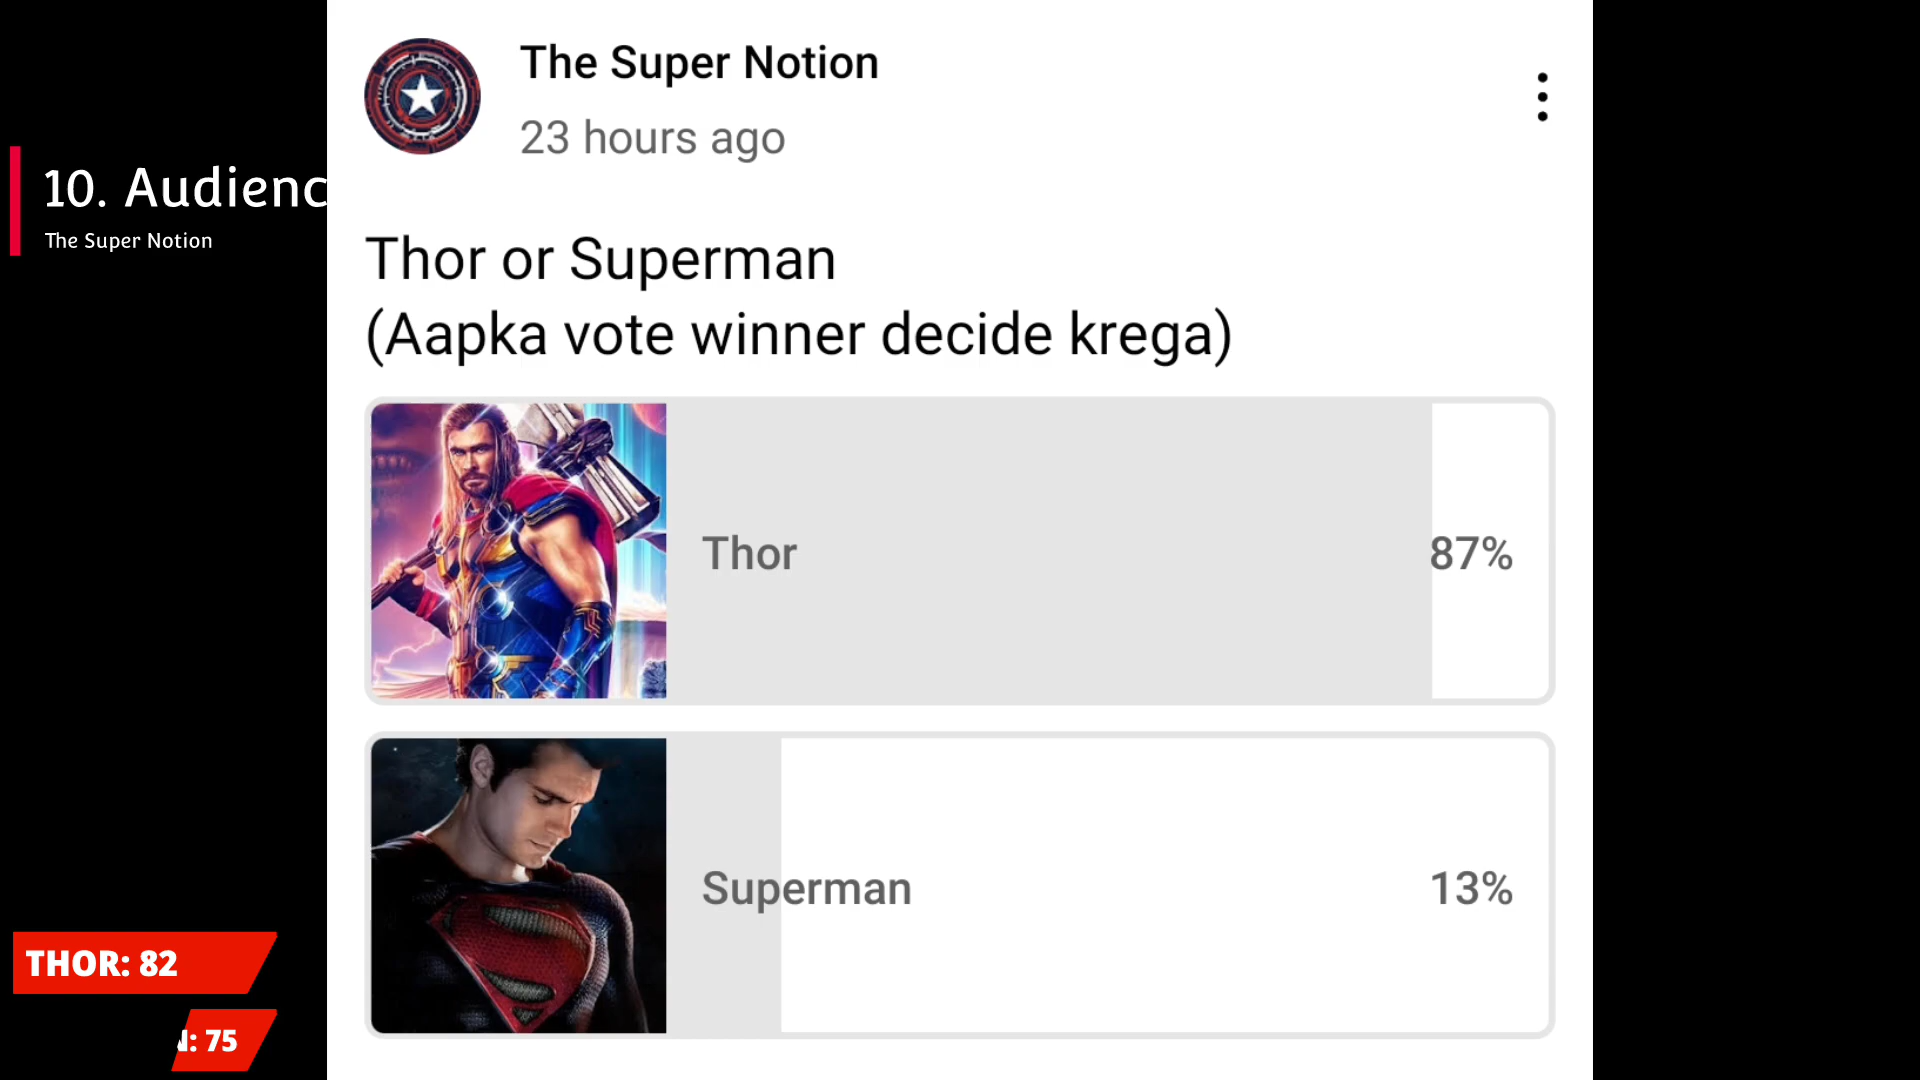 The Super Notion
23 hours ago
10. Audienc
The Super Notion
Thor or Superman
(Aapka vote winner decide krega)
Thor
87%
Superman
13%
THOR: 82
N: 75